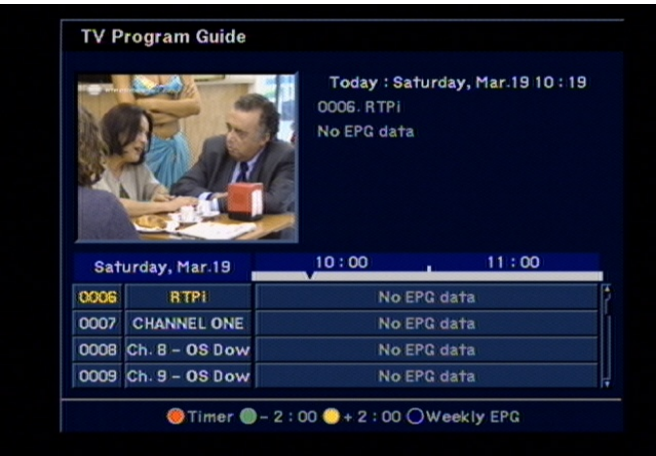 TV Program Guide
Today : Saturday, Mar.19 10 : 19
0006. RTPi
No EPG data
Saturday, Mar.19
10 : 00
11 : 00
0006 RTPi No EPG data
0007 CHANNEL ONE No EPG data
0008 Ch. 8 - OS Dow No EPG data
0009 Ch. 9 - OS Dow No EPG data
Timer - 2 : 00 + 2 : 00 Weekly EPG